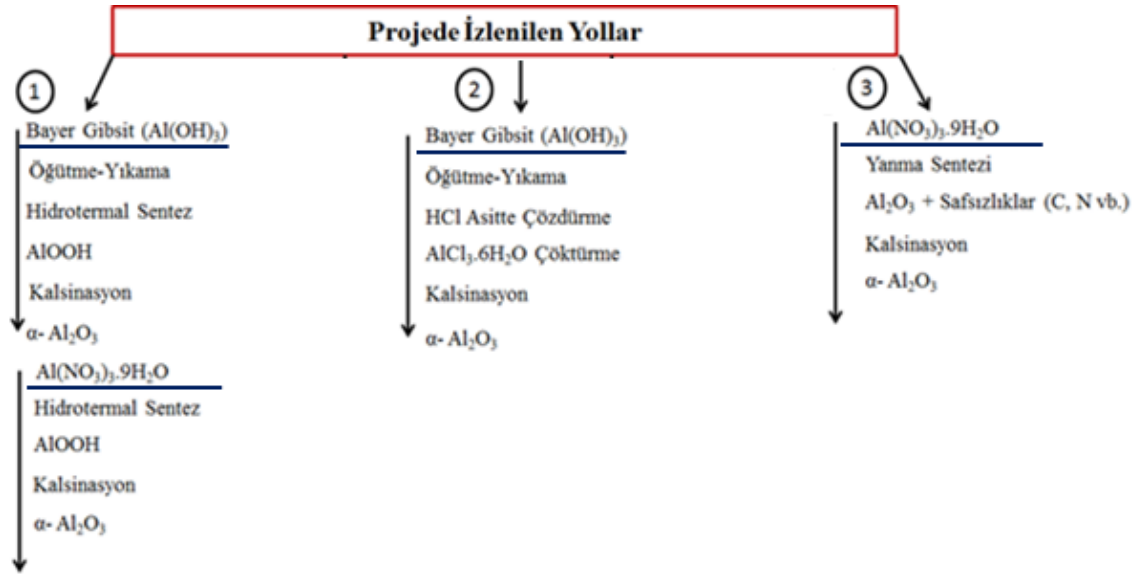 Projede İzlenilen Yollar
1
Bayer Gibsit (Al(OH)₃)
Öğütme-Yıkama
Hidrotermal Sentez
AlOOH
Kalsinasyon
α- Al₂O₃
Al(NO₃)₃.9H₂O
Hidrotermal Sentez
AlOOH
Kalsinasyon
α- Al₂O₃
2
Bayer Gibsit (Al(OH)₃)
Öğütme-Yıkama
HCl Asitte Çözdürme
AlCl₃.6H₂O Çöktürme
Kalsinasyon
α- Al₂O₃
3
Al(NO₃)₃.9H₂O
Yanma Sentezi
Al₂O₃ + Safsızlıklar (C, N vb.)
Kalsinasyon
α- Al₂O₃